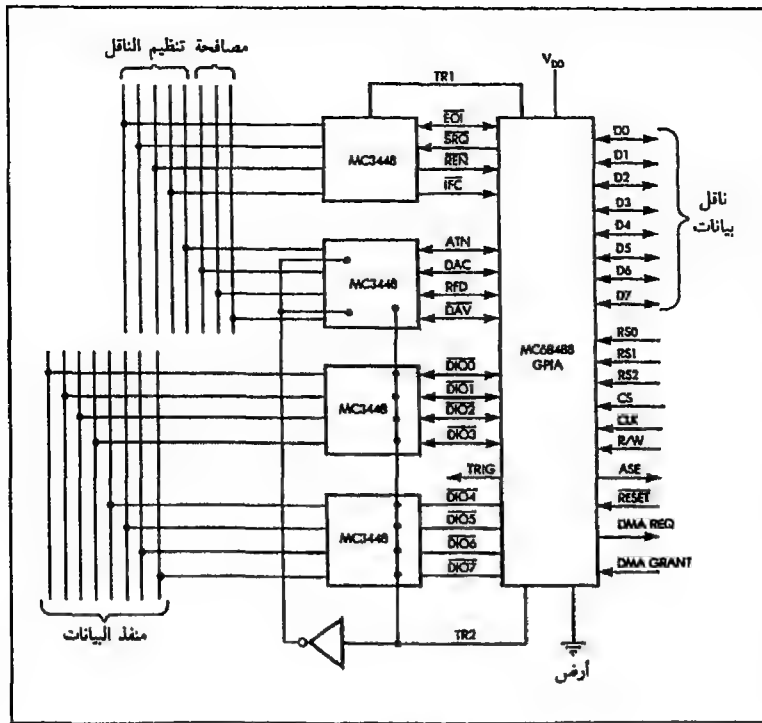 مصافحة تنظيم الناقل
TR1
V_DD
MC3448
EOI
SRQ
REN
IFC
MC3448
ATN
DAC
RFD
DAV
MC3448
DIO0
DIO1
DIO2
DIO3
TRIG
MC3448
DIO4
DIO5
DIO6
DIO7
MC68488
GPIA
D0
D1
D2
D3
D4
D5
D6
D7
ناقل
بيانات
RS0
RS1
RS2
CS
CLK
R/W
ASE
RESET
DMA REQ
DMA GRANT
منفذ البيانات
TR2
أرض